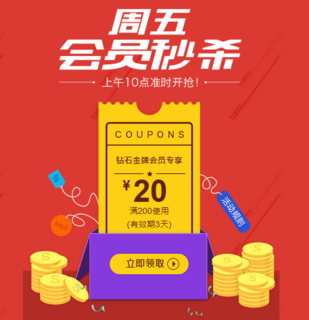 周五
会员秒杀
上午10点准时开抢！
COUPONS
钻石金牌会员专享
¥20
满200使用
(有效期3天)
活动规则
SALE
立即领取